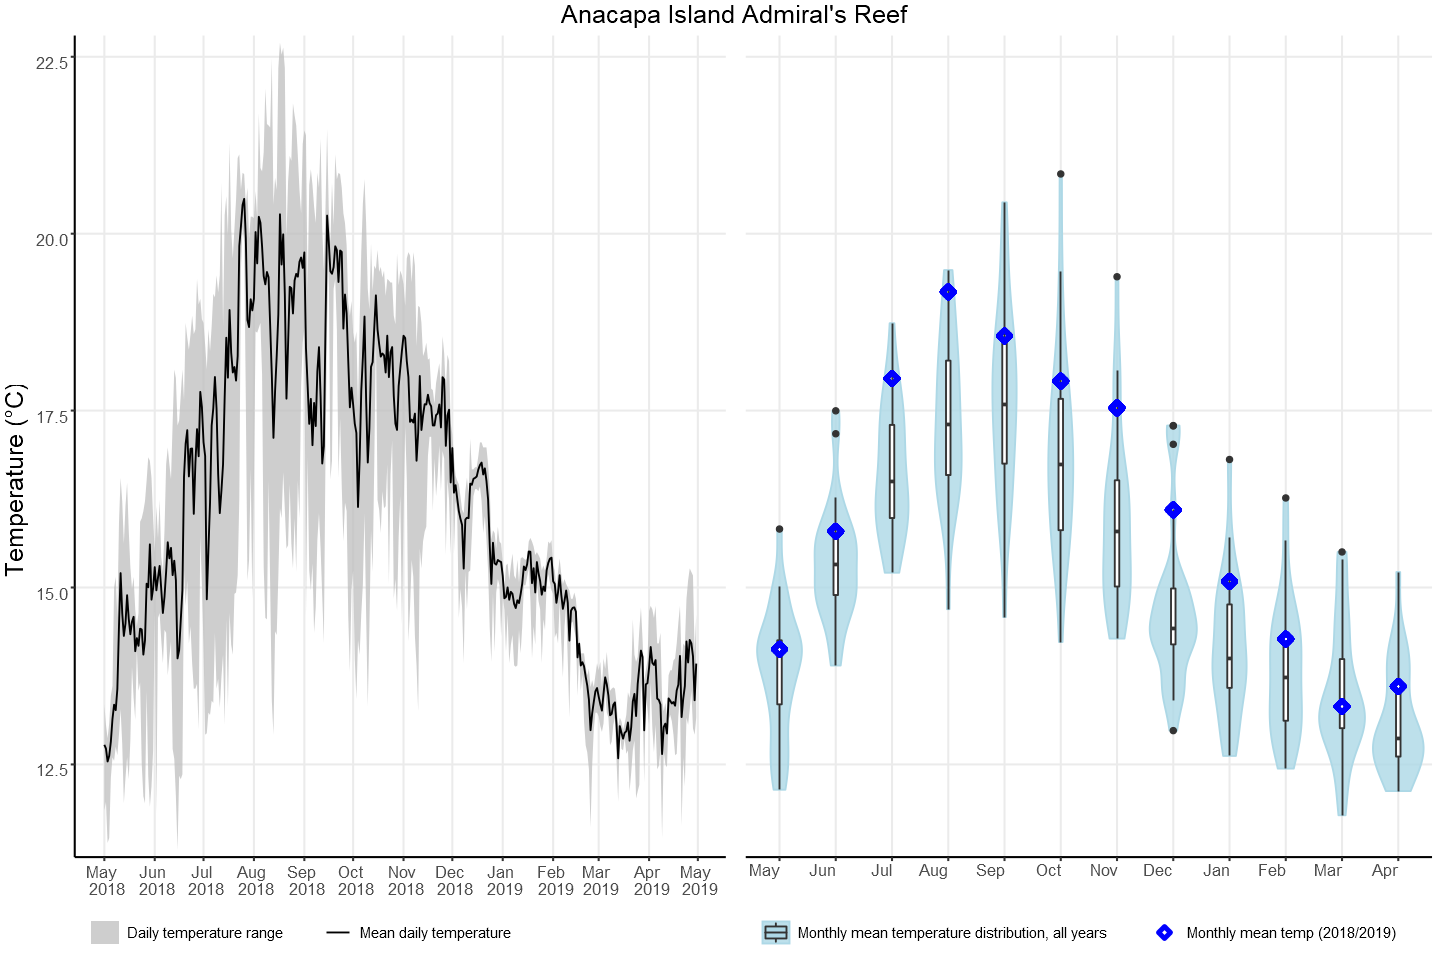 Anacapa Island Admiral's Reef
Temperature (°C)
22.5
20.0
17.5
15.0
12.5
May Jun Jul Aug Sep Oct Nov Dec Jan Feb Mar Apr May
2018 2018 2018 2018 2018 2018 2018 2018 2019 2019 2019 2019 2019
May Jun Jul Aug Sep Oct Nov Dec Jan Feb Mar Apr
Daily temperature range Mean daily temperature
Monthly mean temperature distribution, all years Monthly mean temp (2018/2019)